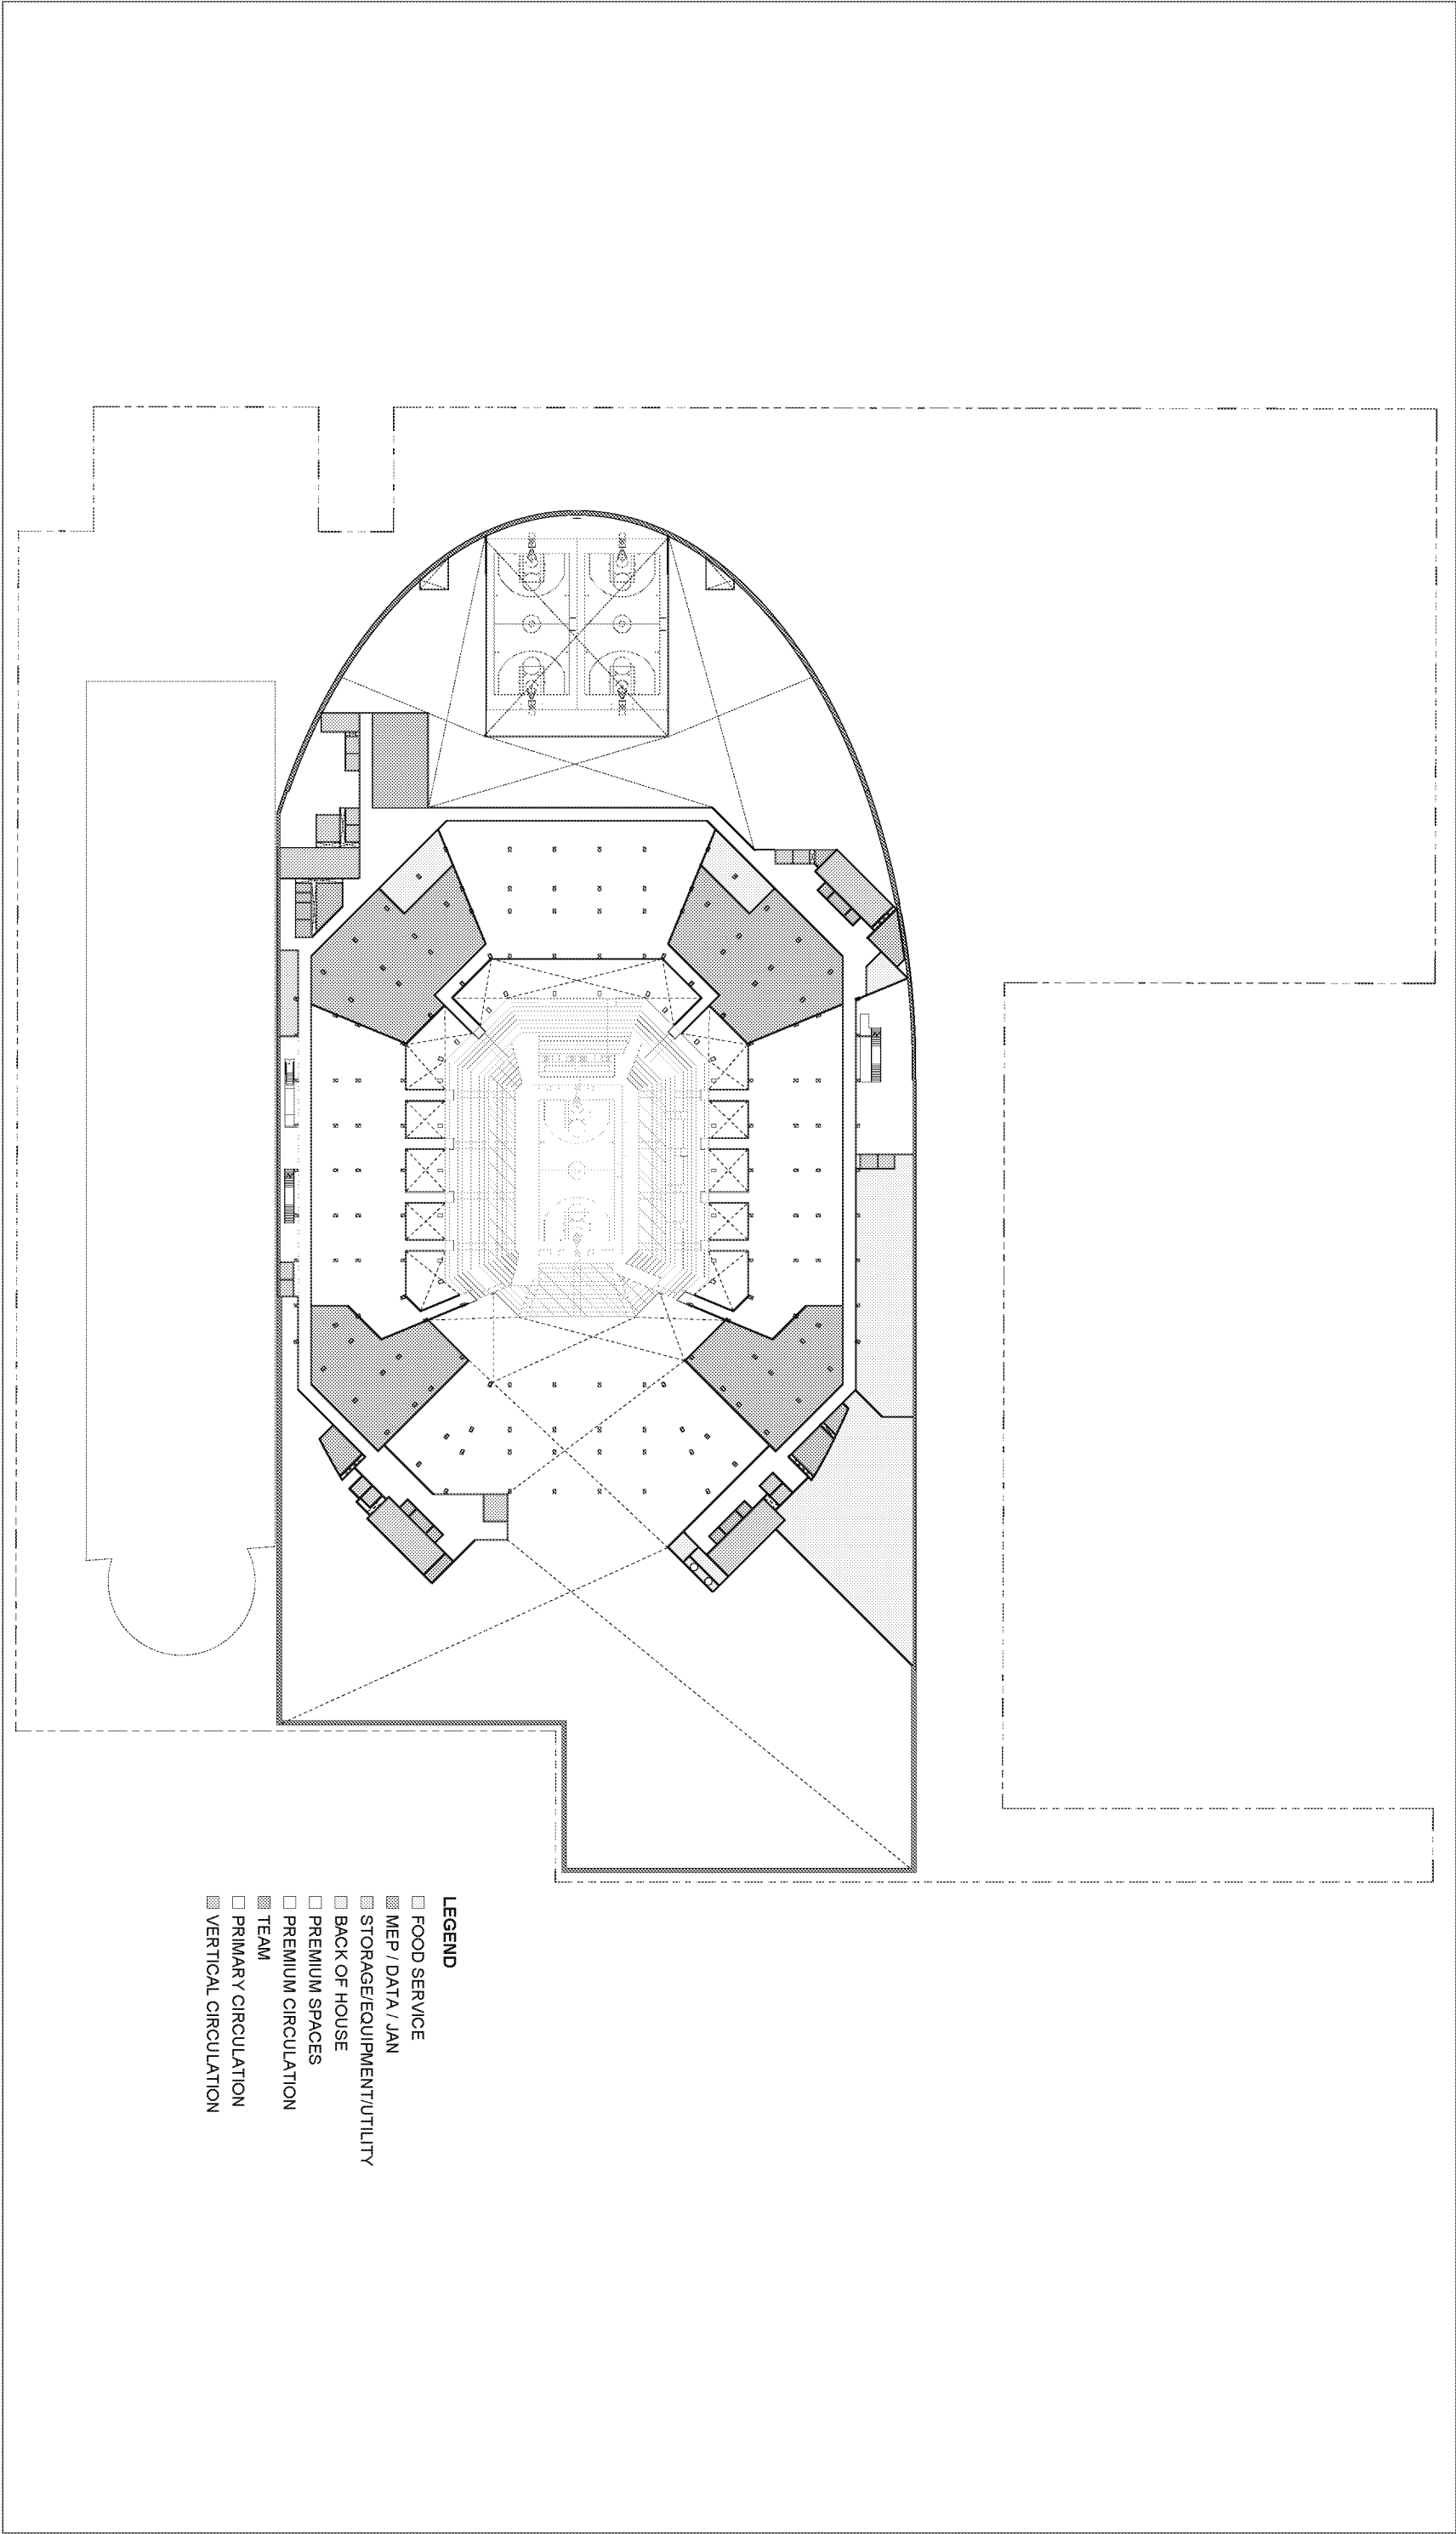 LEGEND
FOOD SERVICE
MEP / DATA / JAN
STORAGE/EQUIPMENT/UTILITY
BACK OF HOUSE
PREMIUM SPACES
PREMIUM CIRCULATION
TEAM
PRIMARY CIRCULATION
VERTICAL CIRCULATION